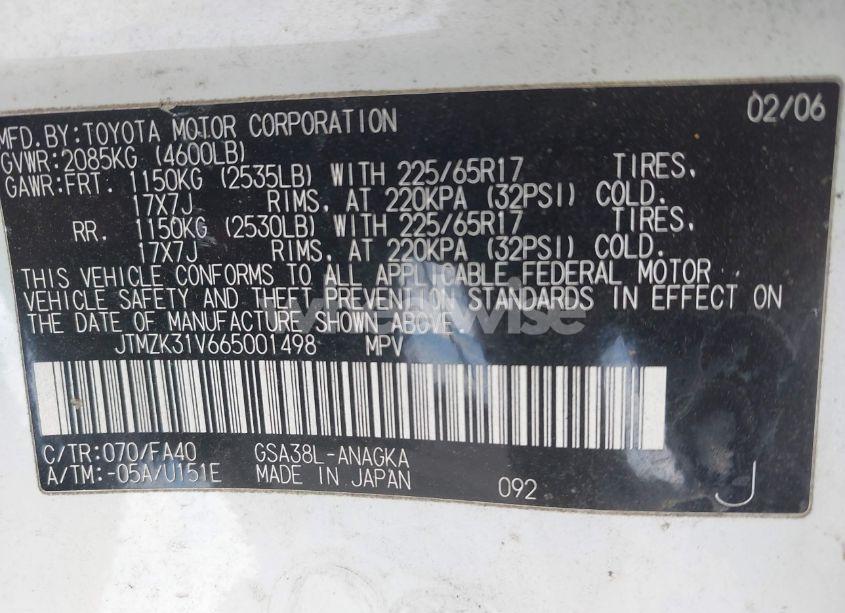 02/06
MFD.BY:TOYOTA MOTOR CORPORATION
GVWR:2085KG (4600LB)
GAWR:FRT. 1150KG (2535LB) WITH 225/65R17 TIRES,
17X7J RIMS, AT 220KPA (32PSI) COLD.
RR. 1150KG (2530LB) WITH 225/65R17 TIRES,
17X7J RIMS, AT 220KPA (32PSI) COLD.
THIS VEHICLE CONFORMS TO ALL APPLICABLE FEDERAL MOTOR
VEHICLE SAFETY AND THEFT PREVENTION STANDARDS IN EFFECT ON
THE DATE OF MANUFACTURE SHOWN ABOVE.
JTMZK31V665001498 MPV
C/TR:070/FA40 GSA38L-ANAGKA
A/TM:-05A/U151E MADE IN JAPAN 092 J